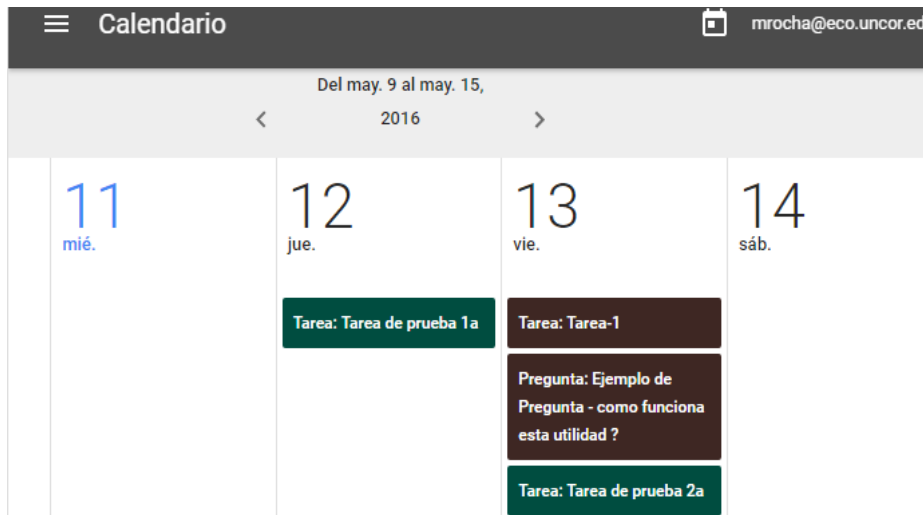 Calendario
mrocha@eco.uncor.ed
Del may. 9 al may. 15,
2016
11
mié.
12
jue.
13
vie.
14
sáb.
Tarea: Tarea de prueba 1a
Tarea: Tarea-1
Pregunta: Ejemplo de
Pregunta - como funciona
esta utilidad ?
Tarea: Tarea de prueba 2a